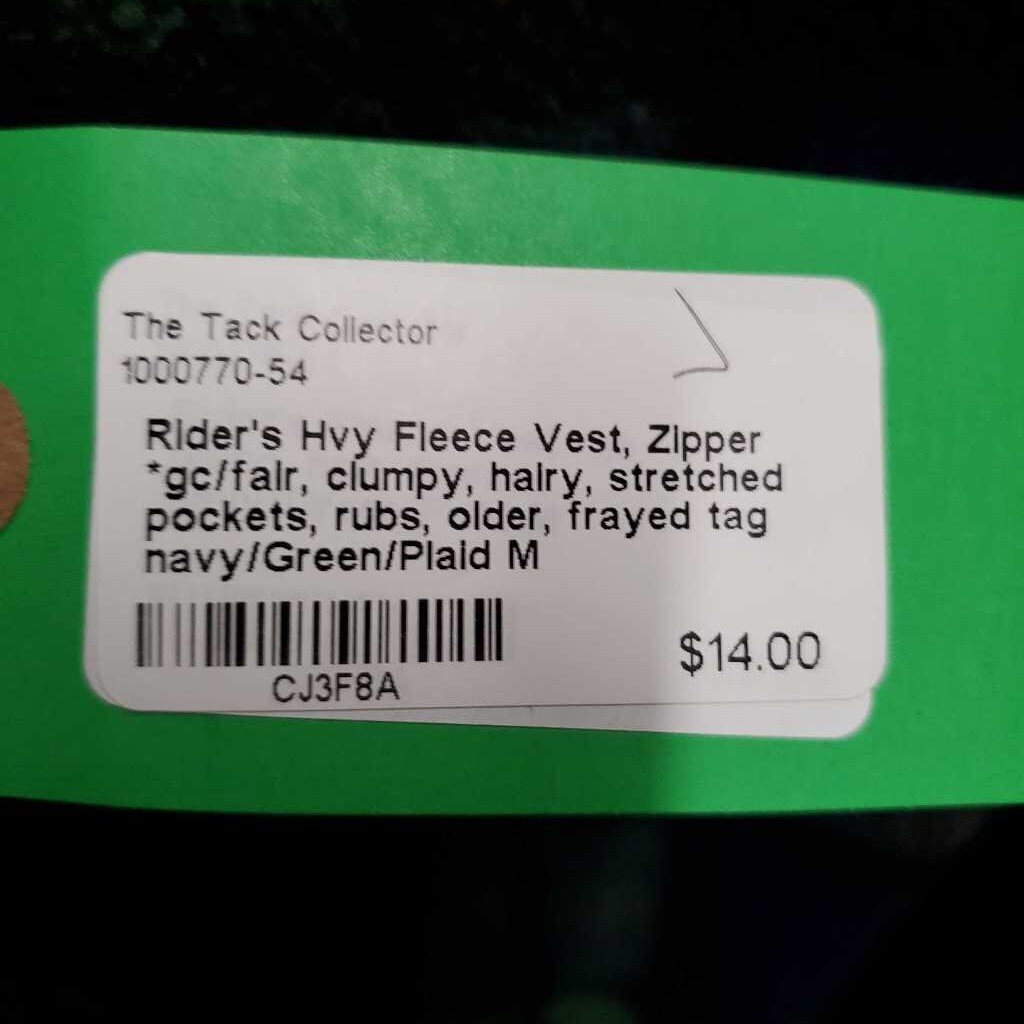 The Tack Collector
1000770-54
Rider's Hvy Fleece Vest, Zipper
*gc/fair, clumpy, hairy, stretched
pockets, rubs, older, frayed tag
navy/Green/Plaid M
CJ3F8A
$14.00